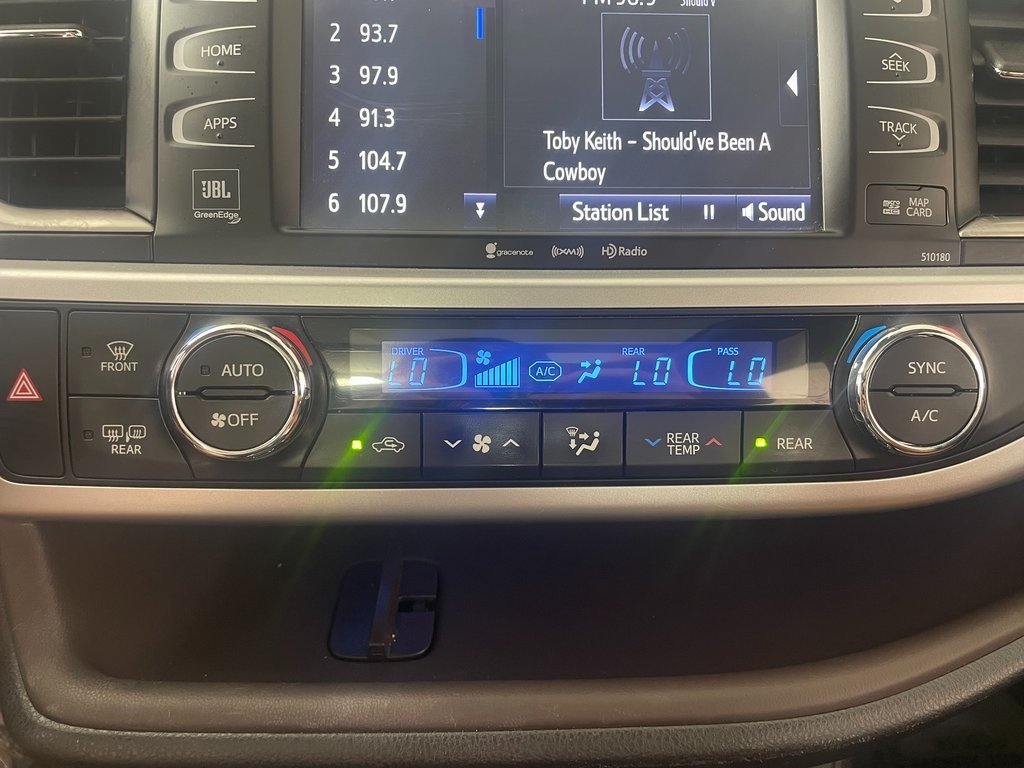 HOME
APPS
JBL
GreenEdge
2 93.7
3 97.9
4 91.3
5 104.7
6 107.9
Toby Keith – Should've Been A
Cowboy
Station List
Sound
SEEK
TRACK
micro
MAP
CARD
gracenote
((XM))
HD Radio
510180
FRONT
REAR
AUTO
OFF
DRIVER
LO
A/C
REAR
LO
PASS
LO
REAR
TEMP
REAR
SYNC
A/C